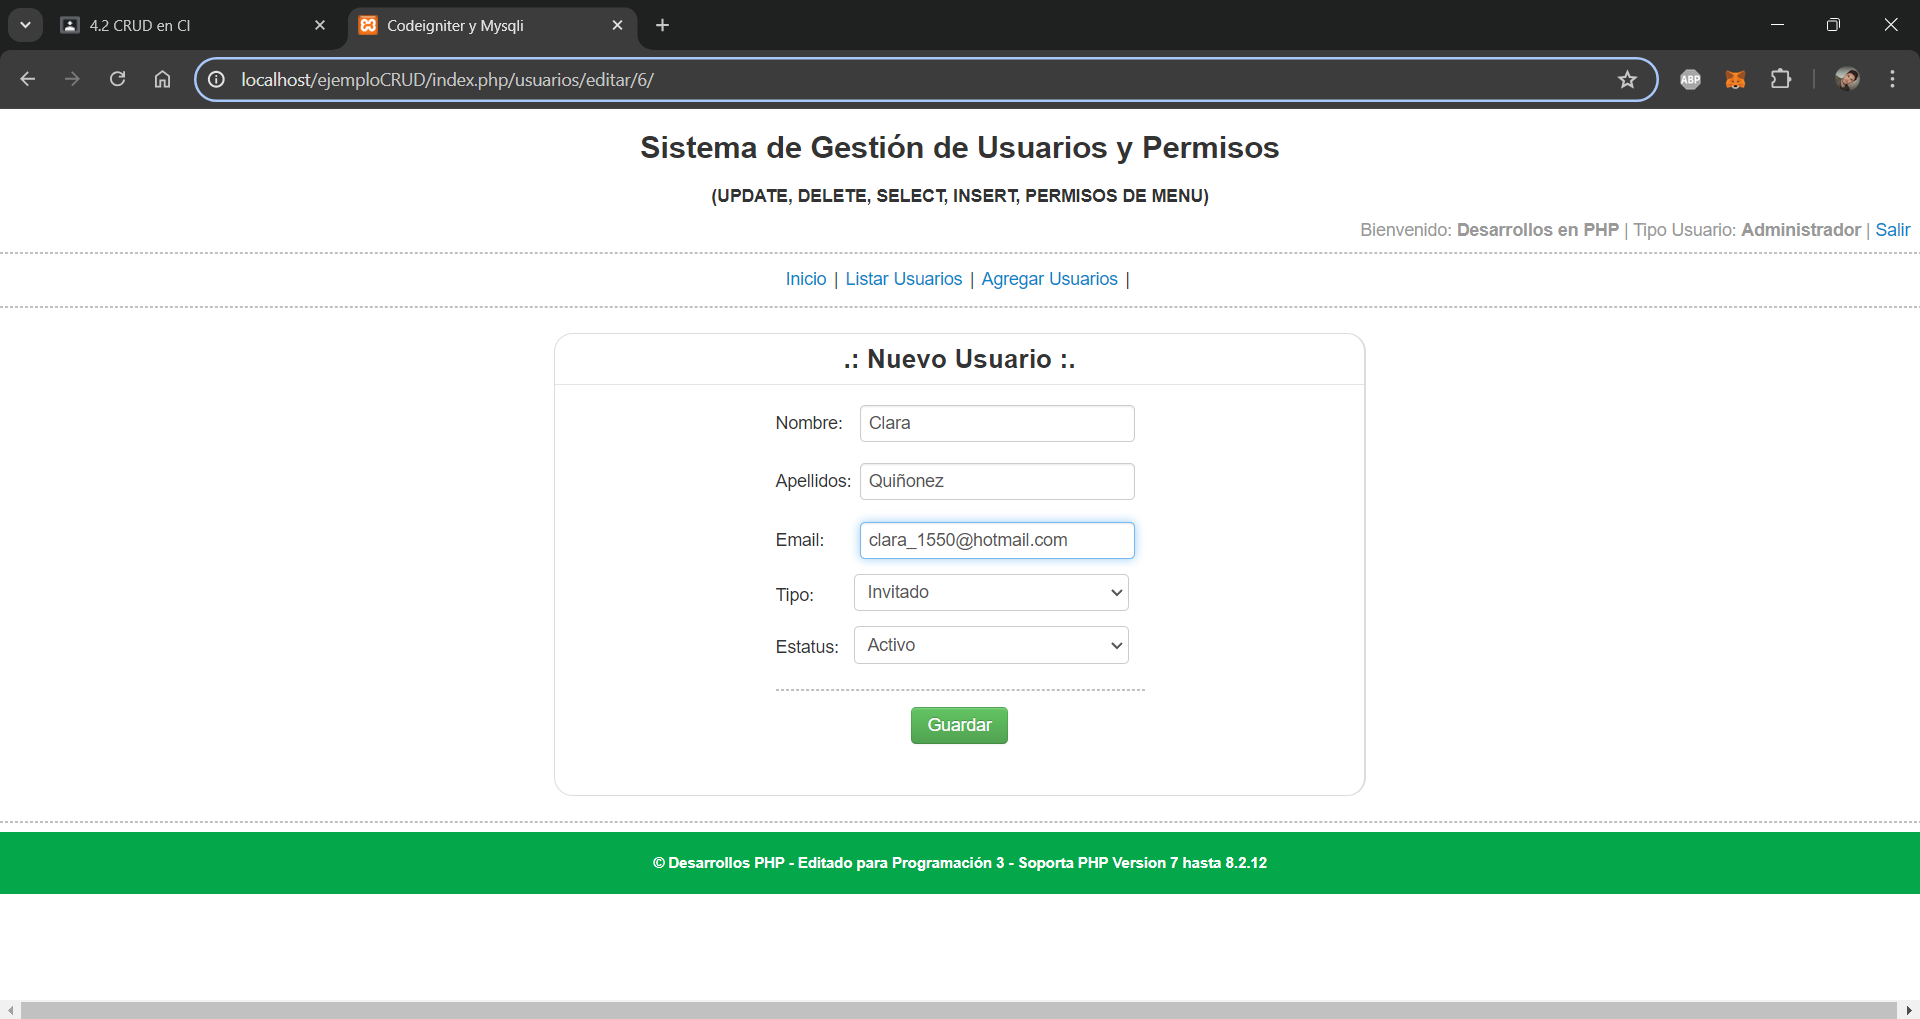 4.2 CRUD en CI
Codeigniter y Mysqli
localhost/ejemploCRUD/index.php/usuarios/editar/6/
ABP
Sistema de Gestión de Usuarios y Permisos
(UPDATE, DELETE, SELECT, INSERT, PERMISOS DE MENU)
Bienvenido: Desarrollos en PHP | Tipo Usuario: Administrador | Salir
Inicio | Listar Usuarios | Agregar Usuarios |
.: Nuevo Usuario :.
Nombre: Clara
Apellidos: Quiñonez
Email: clara_1550@hotmail.com
Tipo: Invitado
Estatus: Activo
Guardar
© Desarrollos PHP - Editado para Programación 3 - Soporta PHP Version 7 hasta 8.2.12